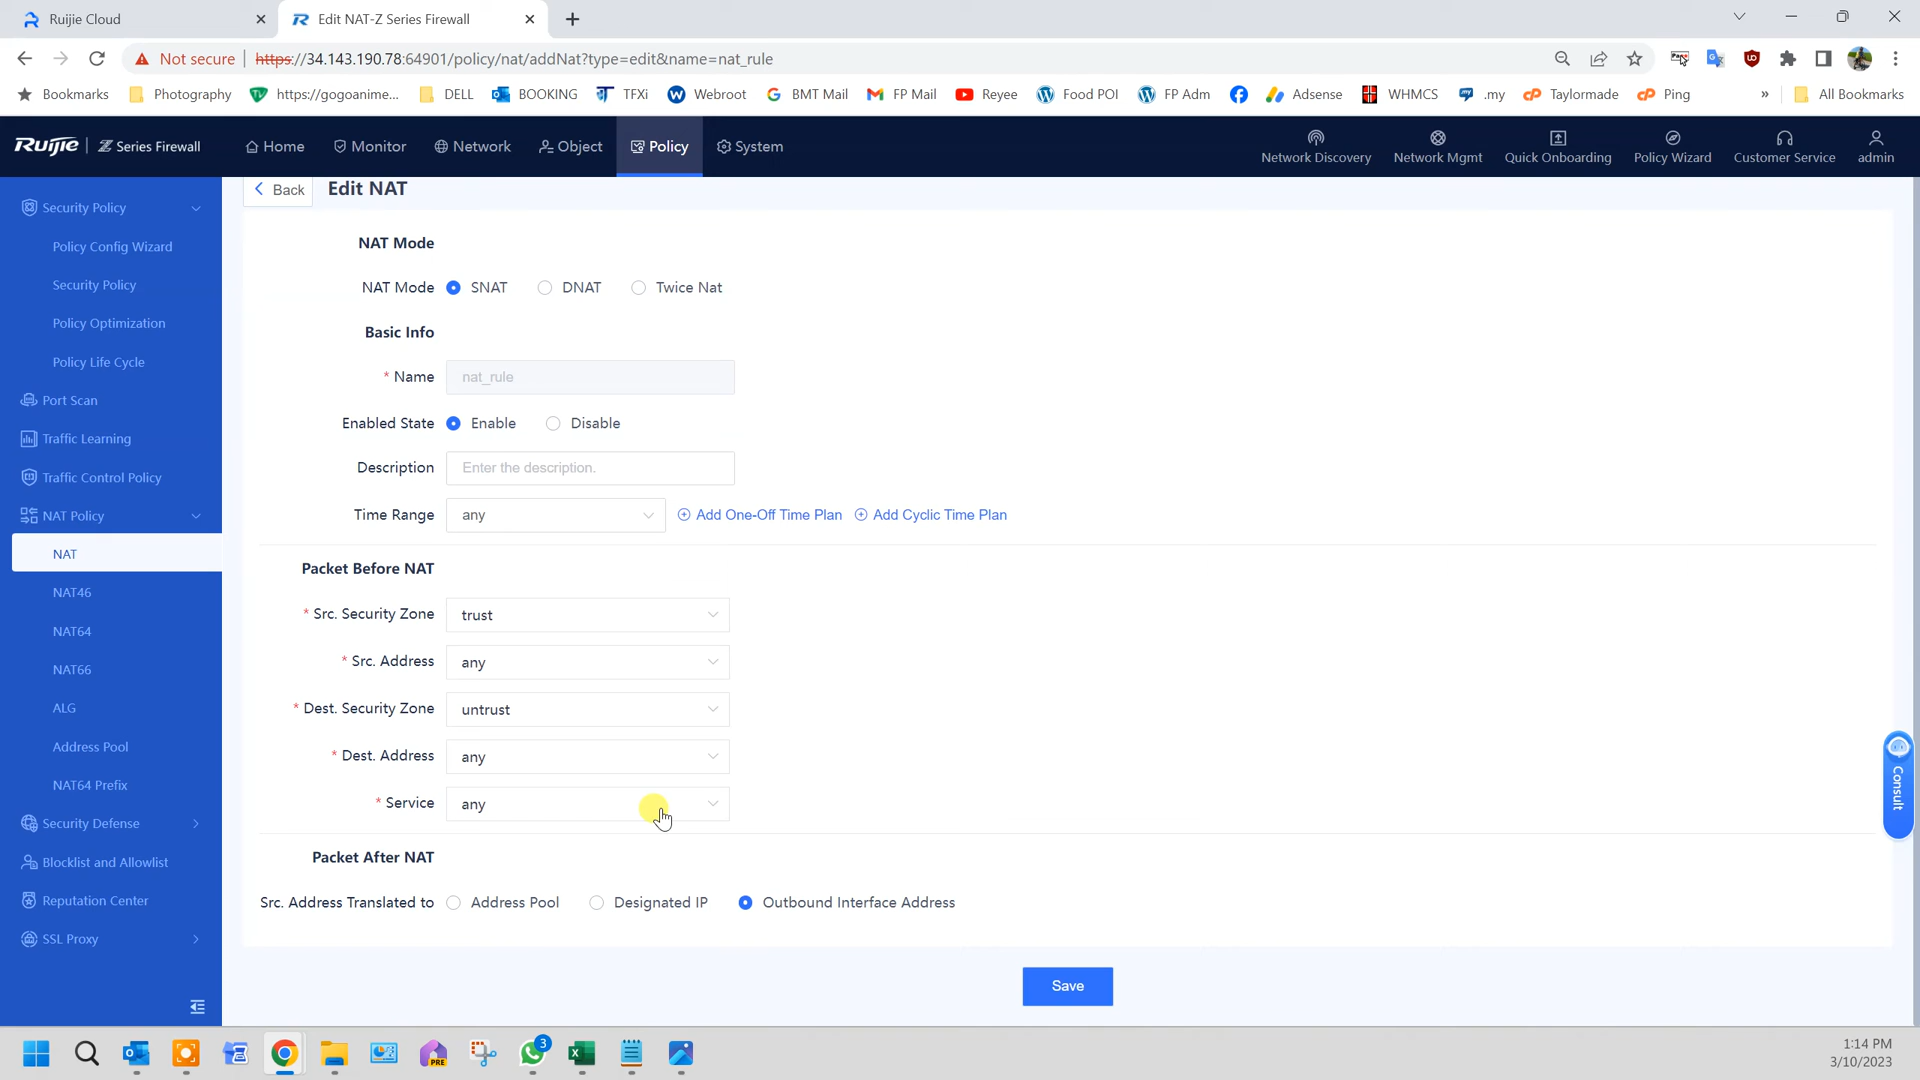 Ruijie Cloud
Edit NAT-Z Series Firewall
Not secure
https://34.143.190.78:64901/policy/nat/addNat?type=edit&name=nat_rule
Bookmarks
Photography
https://gogoanime...
DELL
BOOKING
TFXi
Webroot
BMT Mail
FP Mail
Reyee
Food POI
FP Adm
Adsense
WHMCS
.my
Taylormade
Ping
»
All Bookmarks
Ruijie
Z Series Firewall
Home
Monitor
Network
Object
Policy
System
Network Discovery
Network Mgmt
Quick Onboarding
Policy Wizard
Customer Service
admin
Security Policy
Policy Config Wizard
Security Policy
Policy Optimization
Policy Life Cycle
Port Scan
Traffic Learning
Traffic Control Policy
NAT Policy
NAT
NAT46
NAT64
NAT66
ALG
Address Pool
NAT64 Prefix
Security Defense
Blocklist and Allowlist
Reputation Center
SSL Proxy
Back
Edit NAT
NAT Mode
NAT Mode SNAT DNAT Twice Nat
Basic Info
* Name nat_rule
Enabled State Enable Disable
Description Enter the description.
Time Range any Add One-Off Time Plan Add Cyclic Time Plan
Packet Before NAT
* Src. Security Zone trust
* Src. Address any
* Dest. Security Zone untrust
* Dest. Address any
* Service any
Packet After NAT
Src. Address Translated to Address Pool Designated IP Outbound Interface Address
Save
Consult
PRE
3
1:14 PM
3/10/2023